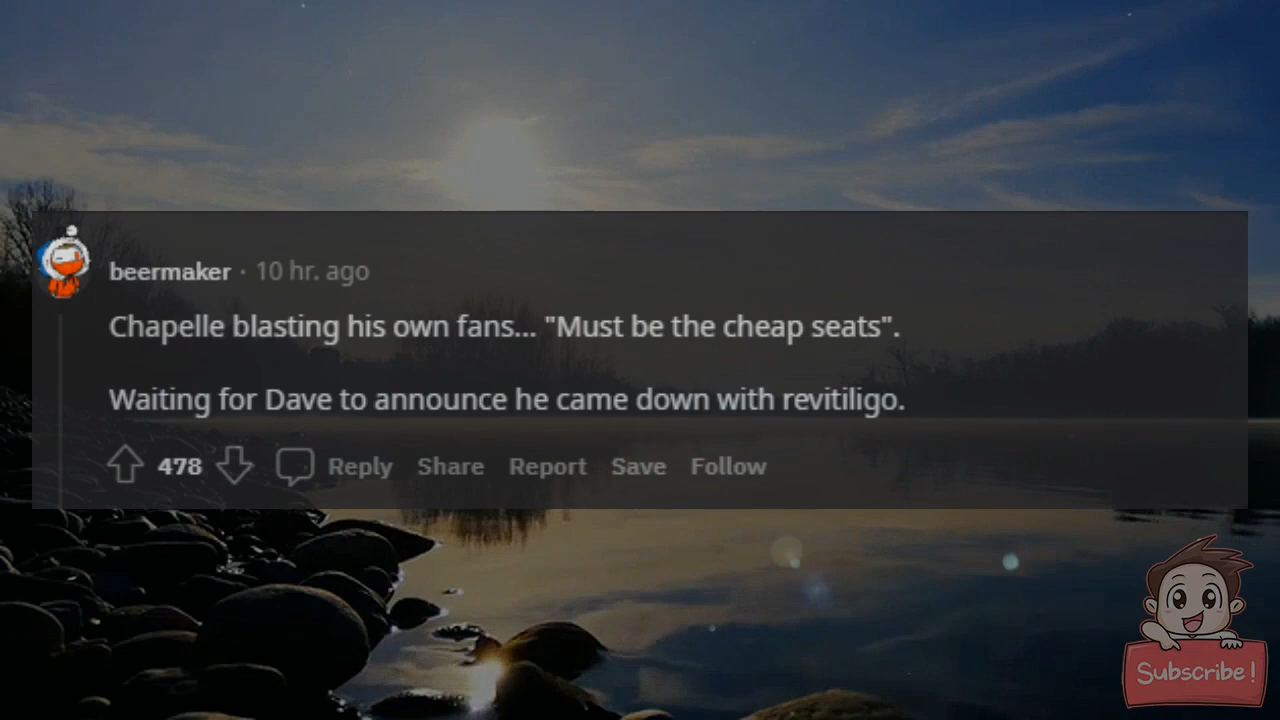 beermaker · 10 hr. ago
Chapelle blasting his own fans... "Must be the cheap seats".
Waiting for Dave to announce he came down with revitiligo.
478 Reply Share Report Save Follow
Subscribe!